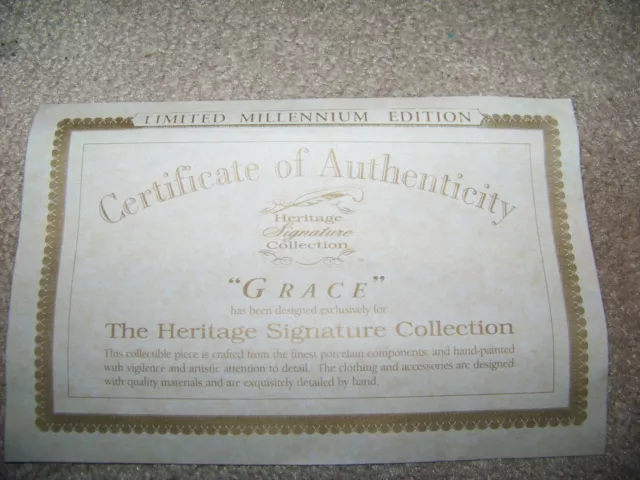 LIMITED MILLENNIUM EDITION
Certificate of Authenticity
Heritage
Signature
Collection
™
"GRACE"
has been designed exclusively for
The Heritage Signature Collection
This collectible piece is crafted from the finest porcelain components, and hand-painted
with vigilence and artistic attention to detail. The clothing and accessories are designed
with quality materials and are exquisitely detailed by hand.